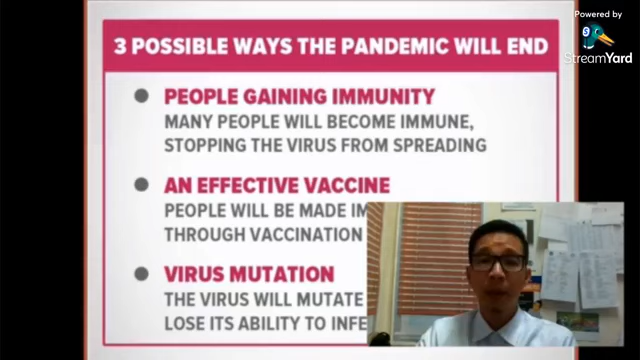 Powered by
StreamYard
3 POSSIBLE WAYS THE PANDEMIC WILL END
PEOPLE GAINING IMMUNITY
MANY PEOPLE WILL BECOME IMMUNE,
STOPPING THE VIRUS FROM SPREADING
AN EFFECTIVE VACCINE
PEOPLE WILL BE MADE IM
THROUGH VACCINATION
VIRUS MUTATION
THE VIRUS WILL MUTATE
LOSE ITS ABILITY TO INFE